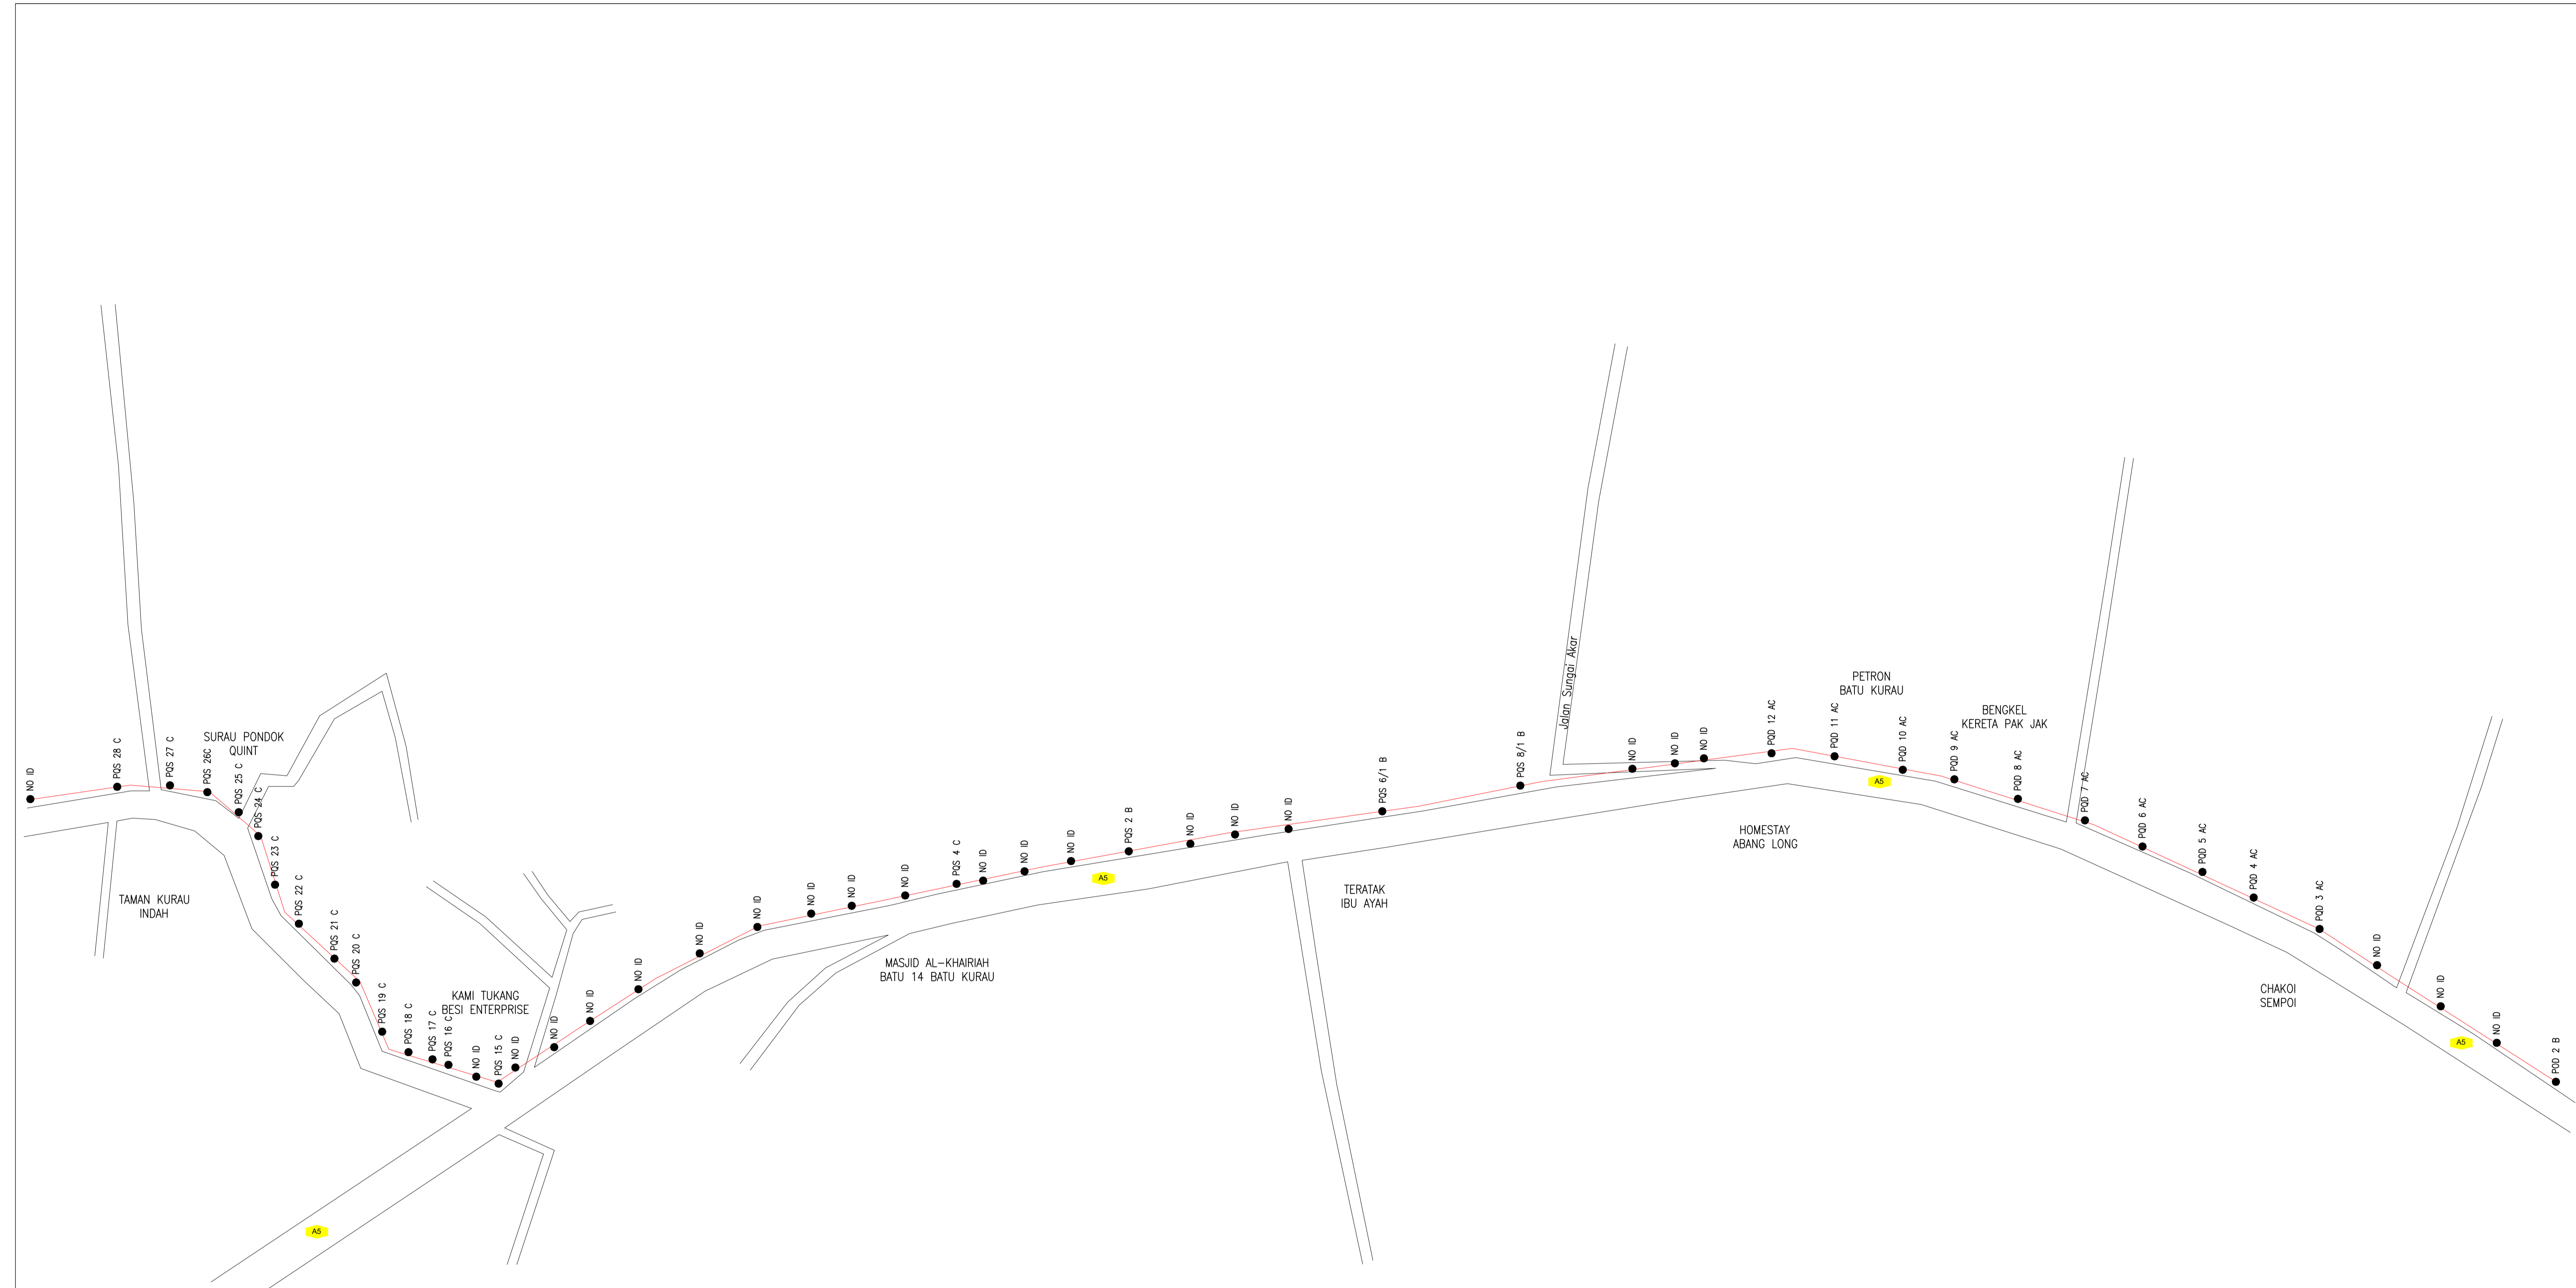 NO ID
PQS 28 C
PQS 27 C
PQS 26C
SURAU PONDOK
QUINT
PQS 25 C
PQS 24 C
PQS 23 C
PQS 22 C
PQS 21 C
PQS 20 C
PQS 19 C
PQS 18 C
PQS 17 C
PQS 16 C
NO ID
PQS 15 C
NO ID
TAMAN KURAU
INDAH
KAMI TUKANG
BESI ENTERPRISE
A5
NO ID
NO ID
NO ID
NO ID
NO ID
NO ID
NO ID
NO ID
PQS 4 C
NO ID
NO ID
NO ID
PQS 2 B
NO ID
NO ID
NO ID
PQS 6/1 B
PQS 8/1 B
MASJID AL-KHAIRIAH
BATU 14 BATU KURAU
A5
TERATAK
IBU AYAH
Jalan Sungai Akar
NO ID
NO ID
NO ID
PQD 12 AC
PQD 11 AC
PETRON
BATU KURAU
PQD 10 AC
A5
BENGKEL
KERETA PAK JAK
PQD 9 AC
PQD 8 AC
PQD 7 AC
HOMESTAY
ABANG LONG
PQD 6 AC
PQD 5 AC
PQD 4 AC
PQD 3 AC
NO ID
NO ID
NO ID
PQD 2 B
CHAKOI
SEMPOI
A5